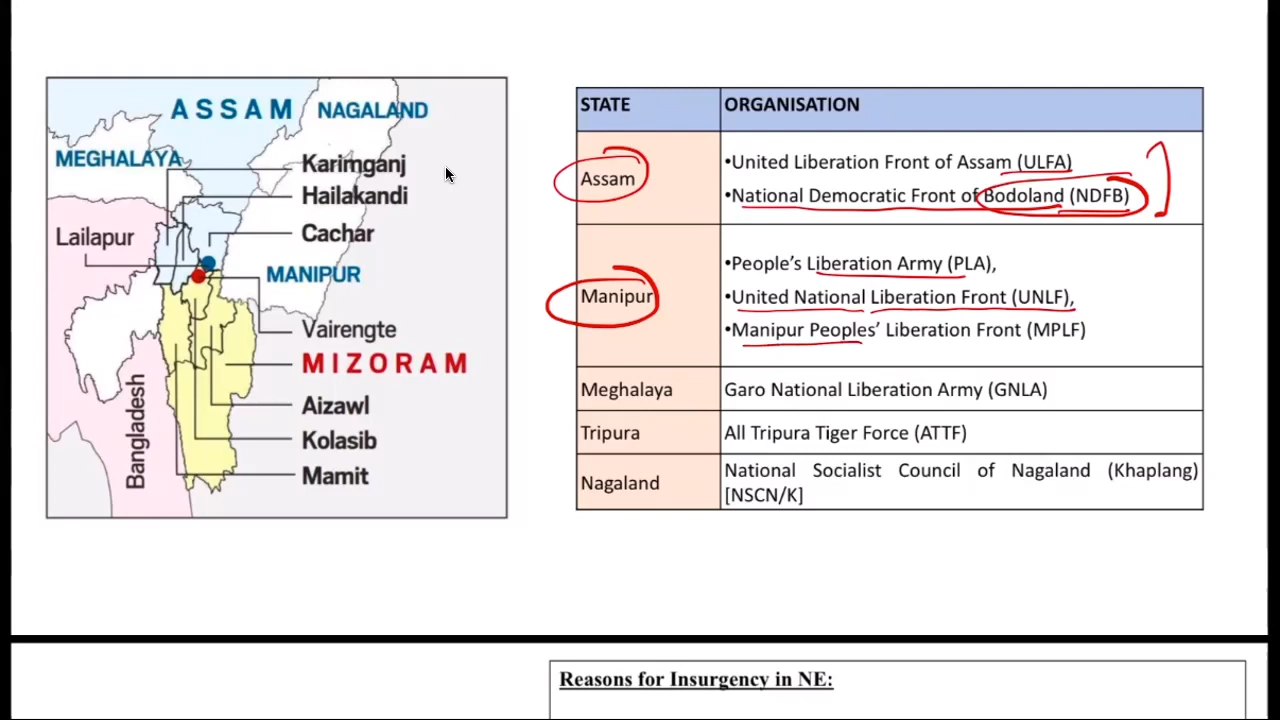 ASSAM
NAGALAND
MEGHALAYA
Karimganj
Hailakandi
Lailapur
Cachar
MANIPUR
Vairengte
MIZORAM
Bangladesh
Aizawl
Kolasib
Mamit
STATE
ORGANISATION
Assam
•United Liberation Front of Assam (ULFA)
•National Democratic Front of Bodoland (NDFB)
Manipur
•People’s Liberation Army (PLA),
•United National Liberation Front (UNLF),
•Manipur Peoples’ Liberation Front (MPLF)
Meghalaya
Garo National Liberation Army (GNLA)
Tripura
All Tripura Tiger Force (ATTF)
Nagaland
National Socialist Council of Nagaland (Khaplang)
[NSCN/K]
Reasons for Insurgency in NE: